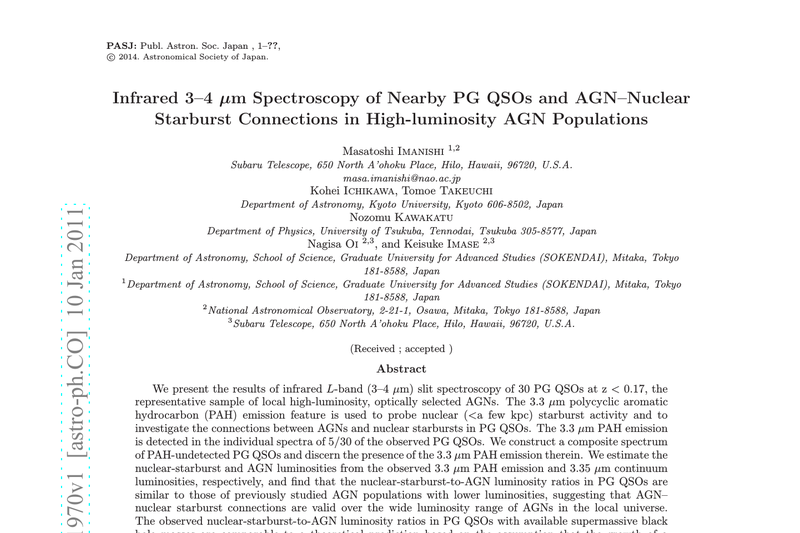 PASJ: Publ. Astron. Soc. Japan , 1–??,
© 2014. Astronomical Society of Japan.
Infrared 3–4 μm Spectroscopy of Nearby PG QSOs and AGN–Nuclear
Starburst Connections in High-luminosity AGN Populations
Masatoshi Imanishi 1,2
Subaru Telescope, 650 North A'ohoku Place, Hilo, Hawaii, 96720, U.S.A.
masa.imanishi@nao.ac.jp
Kohei Ichikawa, Tomoe Takeuchi
Department of Astronomy, Kyoto University, Kyoto 606-8502, Japan
Nozomu Kawakatu
Department of Physics, University of Tsukuba, Tennodai, Tsukuba 305-8577, Japan
Nagisa Oi 2,3, and Keisuke Imase 2,3
Department of Astronomy, School of Science, Graduate University for Advanced Studies (SOKENDAI), Mitaka, Tokyo
181-8588, Japan
1Department of Astronomy, School of Science, Graduate University for Advanced Studies (SOKENDAI), Mitaka, Tokyo
181-8588, Japan
2National Astronomical Observatory, 2-21-1, Osawa, Mitaka, Tokyo 181-8588, Japan
3Subaru Telescope, 650 North A'ohoku Place, Hilo, Hawaii, 96720, U.S.A.
(Received ; accepted )
Abstract
We present the results of infrared L-band (3–4 μm) slit spectroscopy of 30 PG QSOs at z < 0.17, the
representative sample of local high-luminosity, optically selected AGNs. The 3.3 μm polycyclic aromatic
hydrocarbon (PAH) emission feature is used to probe nuclear (<a few kpc) starburst activity and to
investigate the connections between AGNs and nuclear starbursts in PG QSOs. The 3.3 μm PAH emission
is detected in the individual spectra of 5/30 of the observed PG QSOs. We construct a composite spectrum
of PAH-undetected PG QSOs and discern the presence of the 3.3 μm PAH emission therein. We estimate the
nuclear-starburst and AGN luminosities from the observed 3.3 μm PAH emission and 3.35 μm continuum
luminosities, respectively, and find that the nuclear-starburst-to-AGN luminosity ratios in PG QSOs are
similar to those of previously studied AGN populations with lower luminosities, suggesting that AGN–
nuclear starburst connections are valid over the wide luminosity range of AGNs in the local universe.
The observed nuclear-starburst-to-AGN luminosity ratios in PG QSOs with available supermassive black
1970v1 [astro-ph.CO] 10 Jan 2011